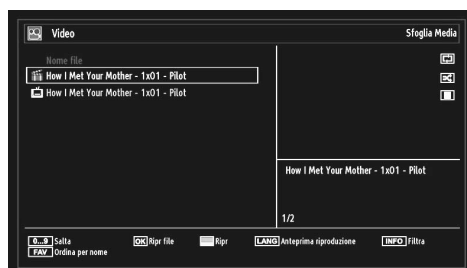 Video
Sfoglia Media
Nome file
How I Met Your Mother - 1x01 - Pilot
How I Met Your Mother - 1x01 - Pilot
How I Met Your Mother - 1x01 - Pilot
1/2
0...9 Salta OK Ripr file Ripr LANG Anteprima riproduzione INFO Filtra
FAV Ordina per nome